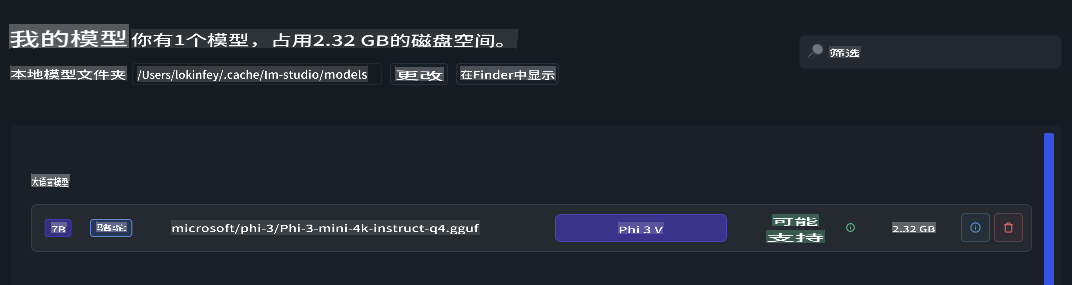 我的模型 你有1个模型，占用2.32 GB的磁盘空间。
筛选
本地模型文件夹 /Users/lokinfey/.cache/lm-studio/models 更改 在Finder中显示
大语言模型
7B microsoft/phi-3/Phi-3-mini-4k-instruct-q4.gguf Phi 3 V 可能支持 2.32 GB